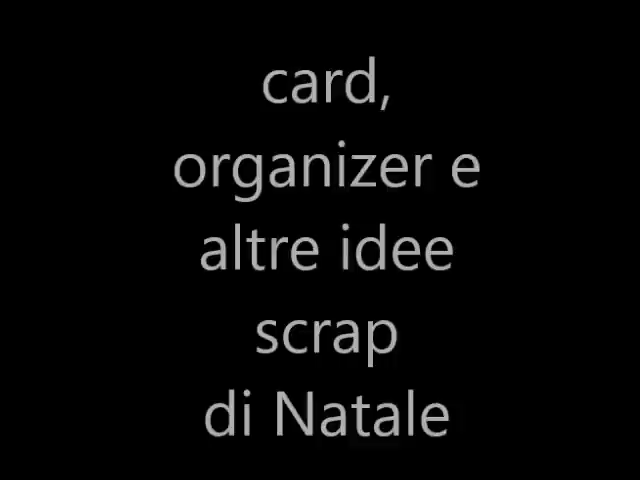 card,
organizer e
altre idee
scrap
di Natale